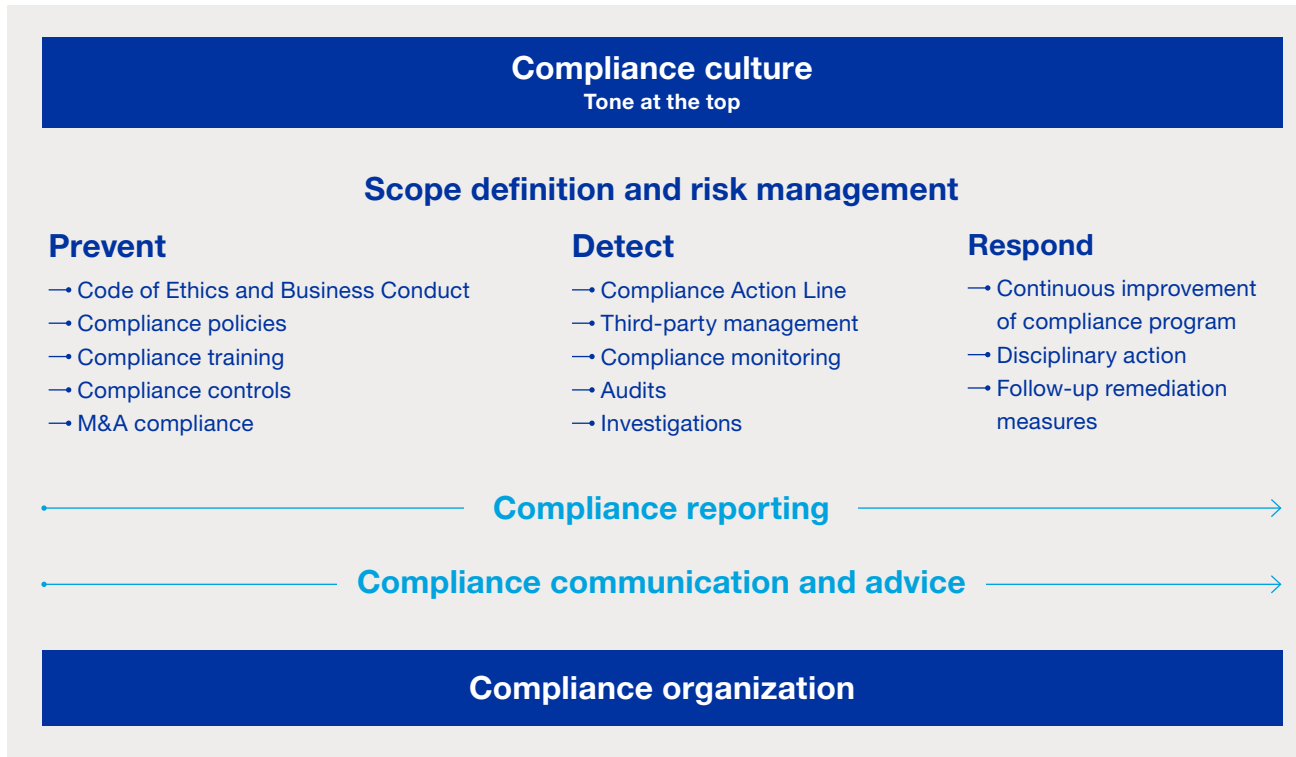 Compliance culture
Tone at the top
Scope definition and risk management
Prevent
Code of Ethics and Business Conduct
Compliance policies
Compliance training
Compliance controls
M&A compliance
Detect
Compliance Action Line
Third-party management
Compliance monitoring
Audits
Investigations
Respond
Continuous improvement
of compliance program
Disciplinary action
Follow-up remediation
measures
Compliance reporting
Compliance communication and advice
Compliance organization